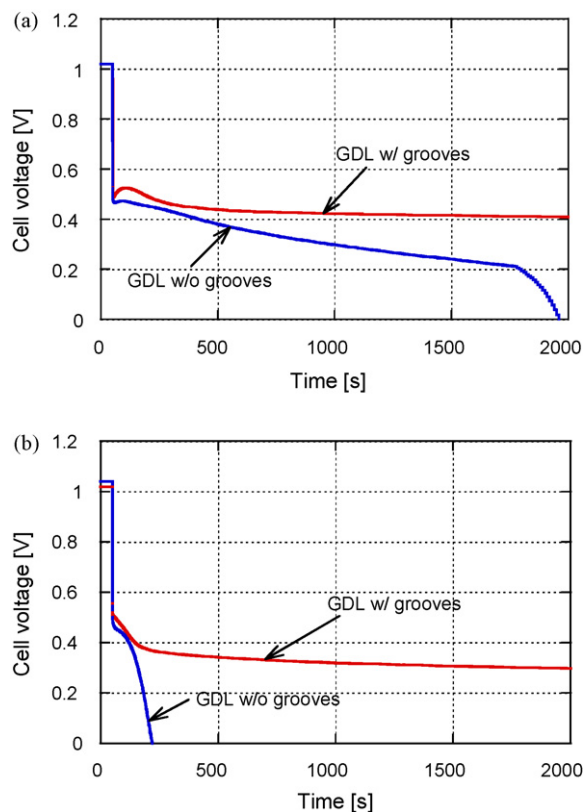 (a)
1.2
1
0.8
0.6
0.4
0.2
0
Cell voltage [V]
GDL w/ grooves
GDL w/o grooves
0 500 1000 1500 2000
Time [s]
(b)
1.2
1
0.8
0.6
0.4
0.2
0
Cell voltage [V]
GDL w/ grooves
GDL w/o grooves
0 500 1000 1500 2000
Time [s]